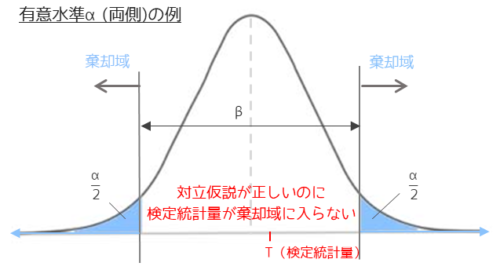 有意水準α (両側)の例
棄却域
棄却域
β
α
2
α
2
対立仮説が正しいのに
検定統計量が棄却域に入らない
T（検定統計量）